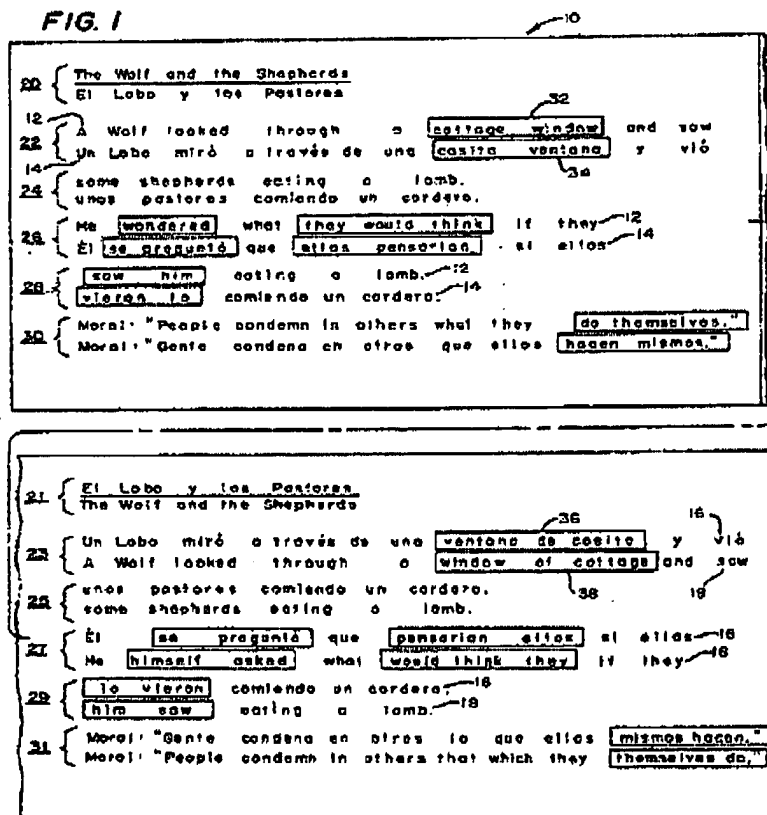 FIG. 1
10
20 The Wolf and the Shepherds
El Lobo y los Pastores
12 32
22 A Wolf looked through a cottage window and saw
14 Un Lobo miró a través de una casita ventana y vió
34
24 some shepherds eating a lamb.
unos pastores comiendo un cordero.
26 He wondered what they would think if they 12
Él se preguntó que ellos pensarían si ellos 14
28 saw him eating a lamb. 12
vieron lo comiendo un cordero. 14
30 Moral: "People condemn in others what they do themselves."
Moral: "Gente condena en otros que ellos hacen mismos."
21 El Lobo y los Pastores
The Wolf and the Shepherds
36 16
23 Un Lobo miró a través de una ventana de casita y vió
A Wolf looked through a window of cottage and saw
38 18
25 unos pastores comiendo un cordero.
some shepherds eating a lamb.
27 Él se preguntó que pensarían ellos si ellos 16
He himself asked what would think they if they
29 lo vieron comiendo un cordero. 16
him saw eating a lamb. 18
31 Moral: "Gente condena en otros lo que ellos mismos hacen."
Moral: "People condemn in others that which they themselves do."